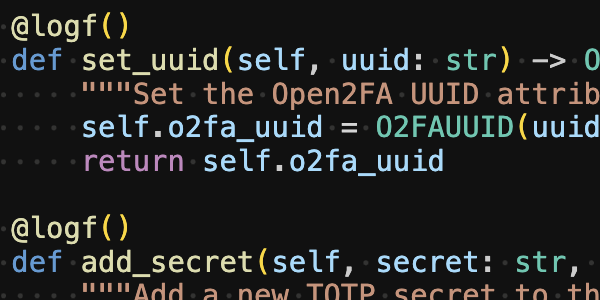 @logf()
def set_uuid(self, uuid: str) -> O
"""Set the Open2FA UUID attrib
self.o2fa_uuid = O2FAUUID(uuid
return self.o2fa_uuid
@logf()
def add_secret(self, secret: str,
"""Add a new TOTP secret to th